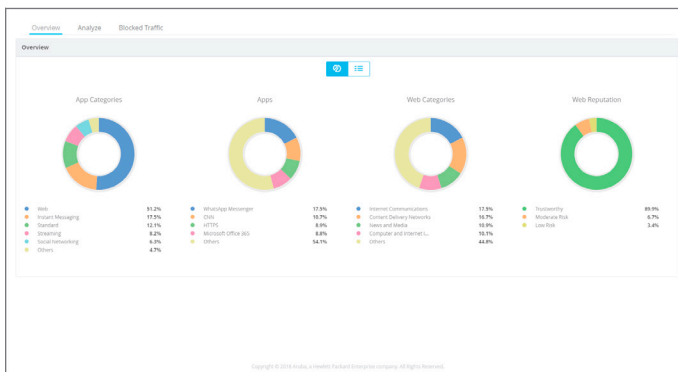 Overview Analyze Blocked Traffic
Overview
App Categories
Web 51.2%
Instant Messaging 17.5%
Standard 12.1%
Streaming 8.2%
Social Networking 6.3%
Others 4.7%
Apps
WhatsApp Messenger 17.5%
CNN 10.7%
HTTPS 8.9%
Microsoft Office 365 8.8%
Others 54.1%
Web Categories
Internet Communications 17.5%
Content Delivery Networks 16.7%
News and Media 10.9%
Computer and Internet I... 10.1%
Others 44.8%
Web Reputation
Trustworthy 89.9%
Moderate Risk 6.7%
Low Risk 3.4%
Copyright © 2018 Aruba, a Hewlett Packard Enterprise company. All Rights Reserved.